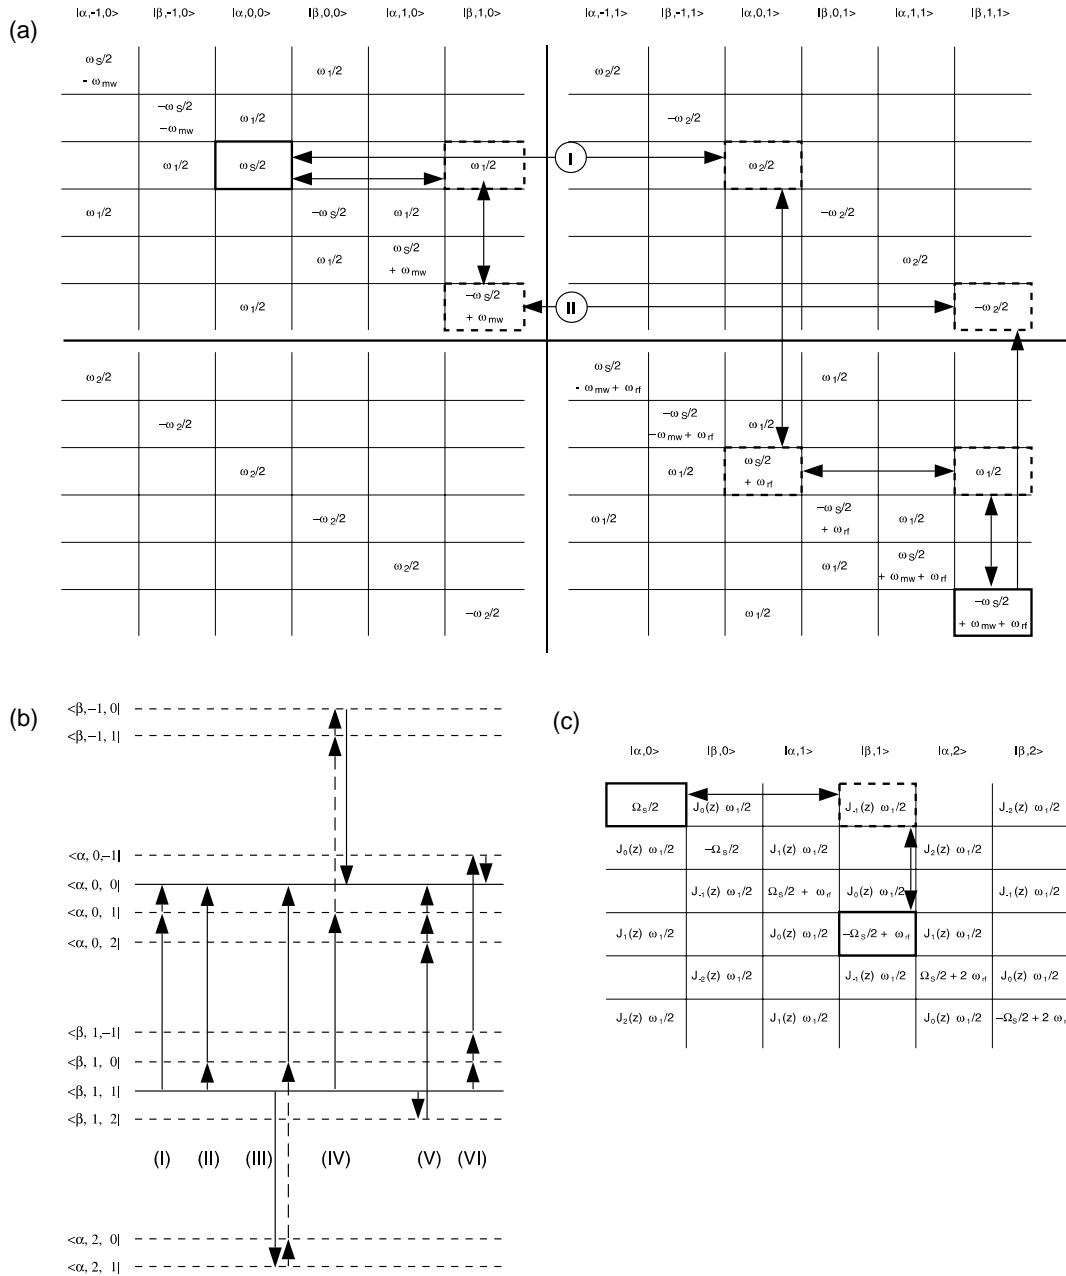 |α,-1,0> |β,-1,0> |α,0,0> |β,0,0> |α,1,0> |β,1,0> |α,-1,1> |β,-1,1> |α,0,1> |β,0,1> |α,1,1> |β,1,1>
(a)
ωS/2 - ωmw ω1/2 ω2/2
-ωS/2 -ωmw ω1/2 -ω2/2
ω1/2 ωS/2 ω1/2 I ω2/2
ω1/2 -ωS/2 ω1/2 -ω2/2
ω1/2 ωS/2 + ωmw ω2/2
ω1/2 -ωS/2 + ωmw II -ω2/2
ω2/2 ωS/2 - ωmw + ωrf ω1/2
-ω2/2 -ωS/2 -ωmw + ωrf ω1/2
ω2/2 ω1/2 ωS/2 + ωrf ω1/2
-ω2/2 ω1/2 -ωS/2 + ωrf ω1/2
ω2/2 ω1/2 ωS/2 + ωmw + ωrf
-ω2/2 ω1/2 -ωS/2 + ωmw + ωrf
(b)
<β,-1, 0|
<β,-1, 1|
<α, 0,-1|
<α, 0, 0|
<α, 0, 1|
<α, 0, 2|
<β, 1,-1|
<β, 1, 0|
<β, 1, 1|
<β, 1, 2|
(I) (II) (III) (IV) (V) (VI)
<α, 2, 0|
<α, 2, 1|
(c)
|α,0> |β,0> |α,1> |β,1> |α,2> |β,2>
ΩS/2 J0(z) ω1/2 J-1(z) ω1/2 J-2(z) ω1/2
J0(z) ω1/2 -ΩS/2 J1(z) ω1/2 J2(z) ω1/2
J-1(z) ω1/2 ΩS/2 + ωrf J0(z) ω1/2 J-1(z) ω1/2
J1(z) ω1/2 J0(z) ω1/2 -ΩS/2 + ωrf J1(z) ω1/2
J-2(z) ω1/2 J-1(z) ω1/2 ΩS/2 + 2 ωrf J0(z) ω1/2
J2(z) ω1/2 J1(z) ω1/2 J0(z) ω1/2 -ΩS/2 + 2 ωr